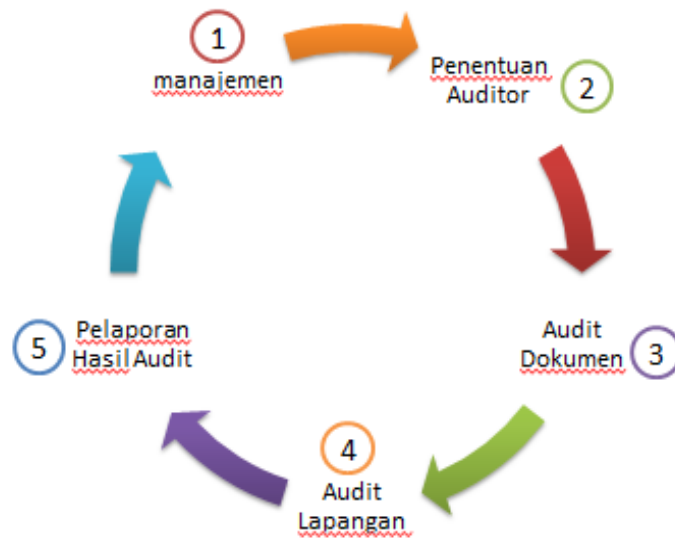 1
manajemen
Penentuan
Auditor
2
Audit
Dokumen
3
4
Audit
Lapangan
5
Pelaporan
Hasil Audit